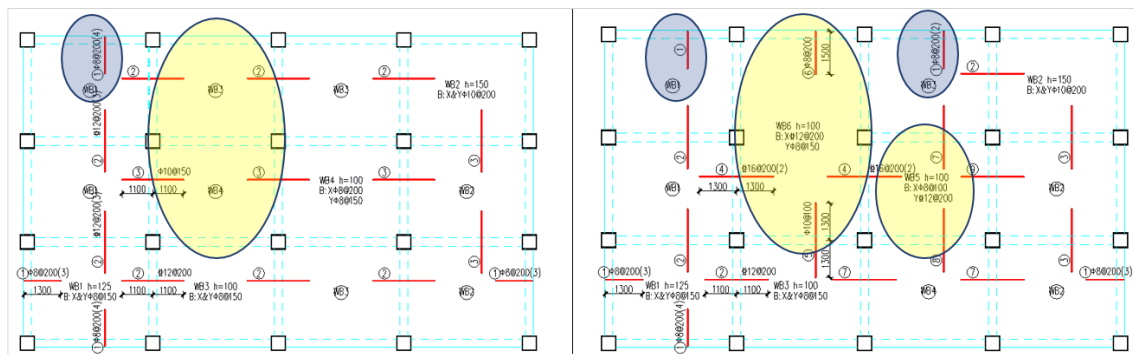 ①Φ8@200(4)
WB1
②
WB3
②
WB3
②
WB2 h=150
B: X&YΦ10@200
Φ12@200(3)
②
③
Φ10@150
1100
1100
WB1
③
WB4
③
WB4 h=100
B: XΦ8@200
YΦ8@150
③
WB2
Φ12@200(3)
②
③
①Φ8@200(3)
1300
WB1 h=125
B: X&YΦ8@150
②
Φ12@200
1100
1100
WB3 h=100
B: X&YΦ8@150
②
WB3
②
WB2
①Φ8@200(3)
①Φ8@200(4)
①
WB1
⑥Φ8@200
1500
①Φ8@200(2)
WB3
②
WB2 h=150
B: X&YΦ10@200
②
WB6 h=100
B: XΦ12@200
YΦ8@150
⑦
③
④
Φ16@200(2)
1300
1300
WB1
④
Φ16@200(2)
WB5 h=100
B: XΦ8@100
YΦ12@200
WB2
②
Φ10@100
1300
1300
⑧
③
①Φ8@200(3)
1300
WB1 h=125
B: X&YΦ8@150
②
Φ12@200
1100
1100
WB3 h=100
B: X&YΦ8@150
⑦
WB4
②
WB2
①Φ8@200(3)
①Φ8@200(4)